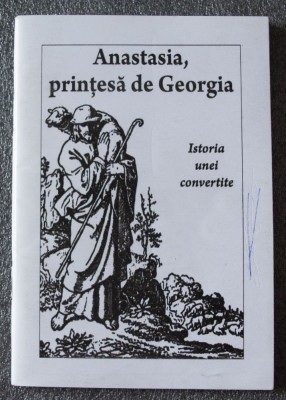 Anastasia,
prințesă de Georgia
Istoria
unei
convertite